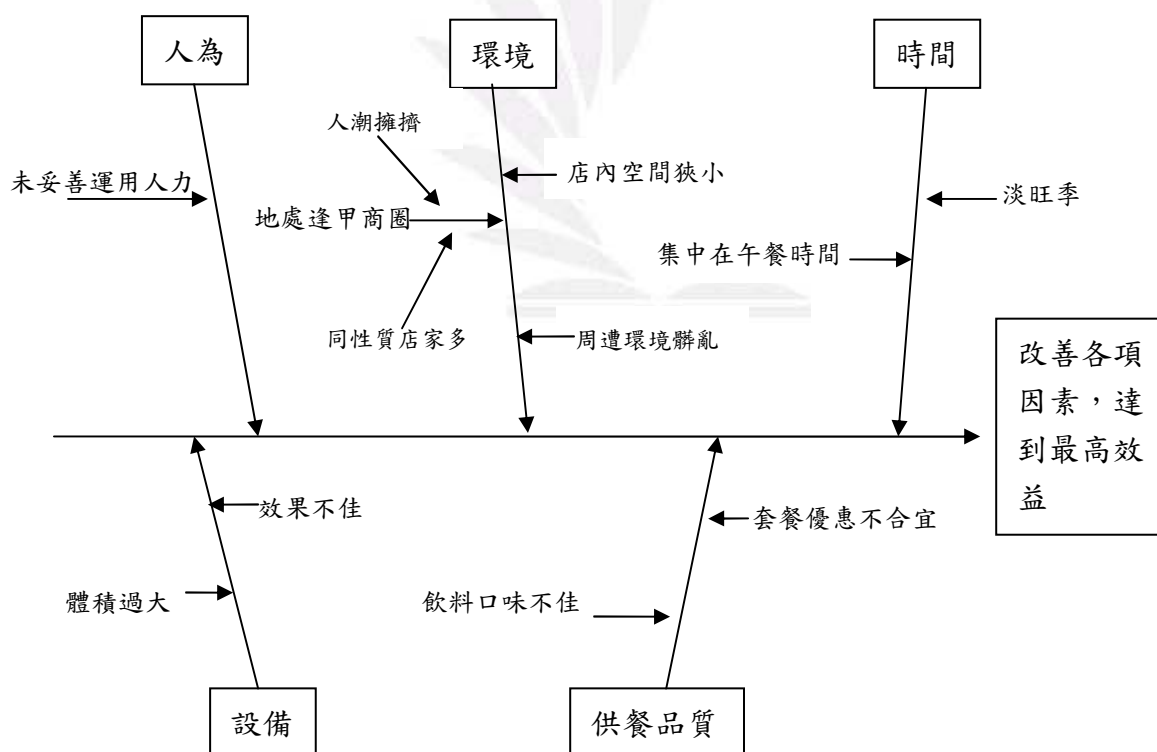 人為
環境
時間
人潮擁擠
未妥善運用人力
店內空間狹小
淡旺季
地處逢甲商圈
集中在午餐時間
同性質店家多
周遭環境髒亂
改善各項
因素，達
到最高效
益
效果不佳
套餐優惠不合宜
體積過大
飲料口味不佳
設備
供餐品質